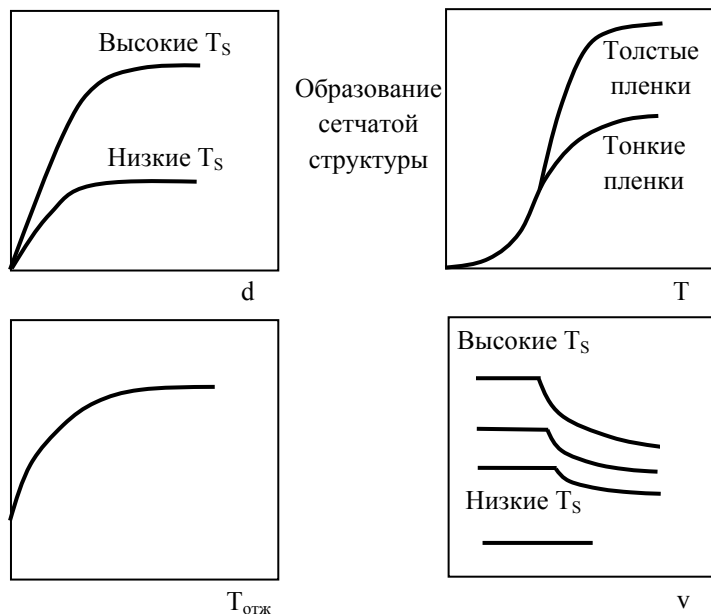 Высокие T_S
Низкие T_S
d
Образование
сетчатой
структуры
Толстые
пленки
Тонкие
пленки
T
T_отж
Высокие T_S
Низкие T_S
v